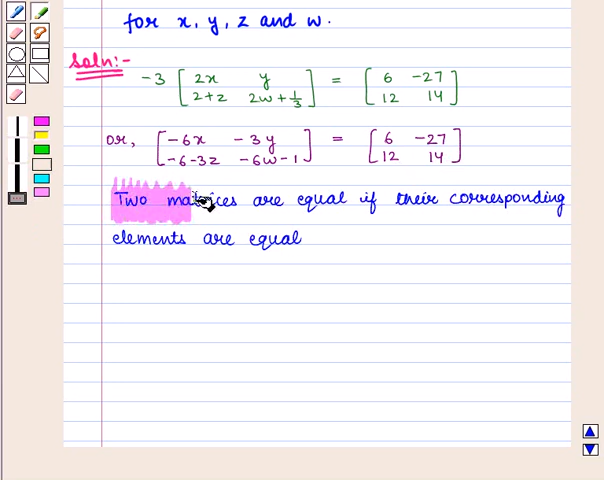 for x, y, z and w.
Soln:-
-3 [ 2x y ; 2+z 2w+1/3 ] = [ 6 -27 ; 12 14 ]
or, [ -6x -3y ; -6-3z -6w-1 ] = [ 6 -27 ; 12 14 ]
Two matrices are equal if their corresponding
elements are equal